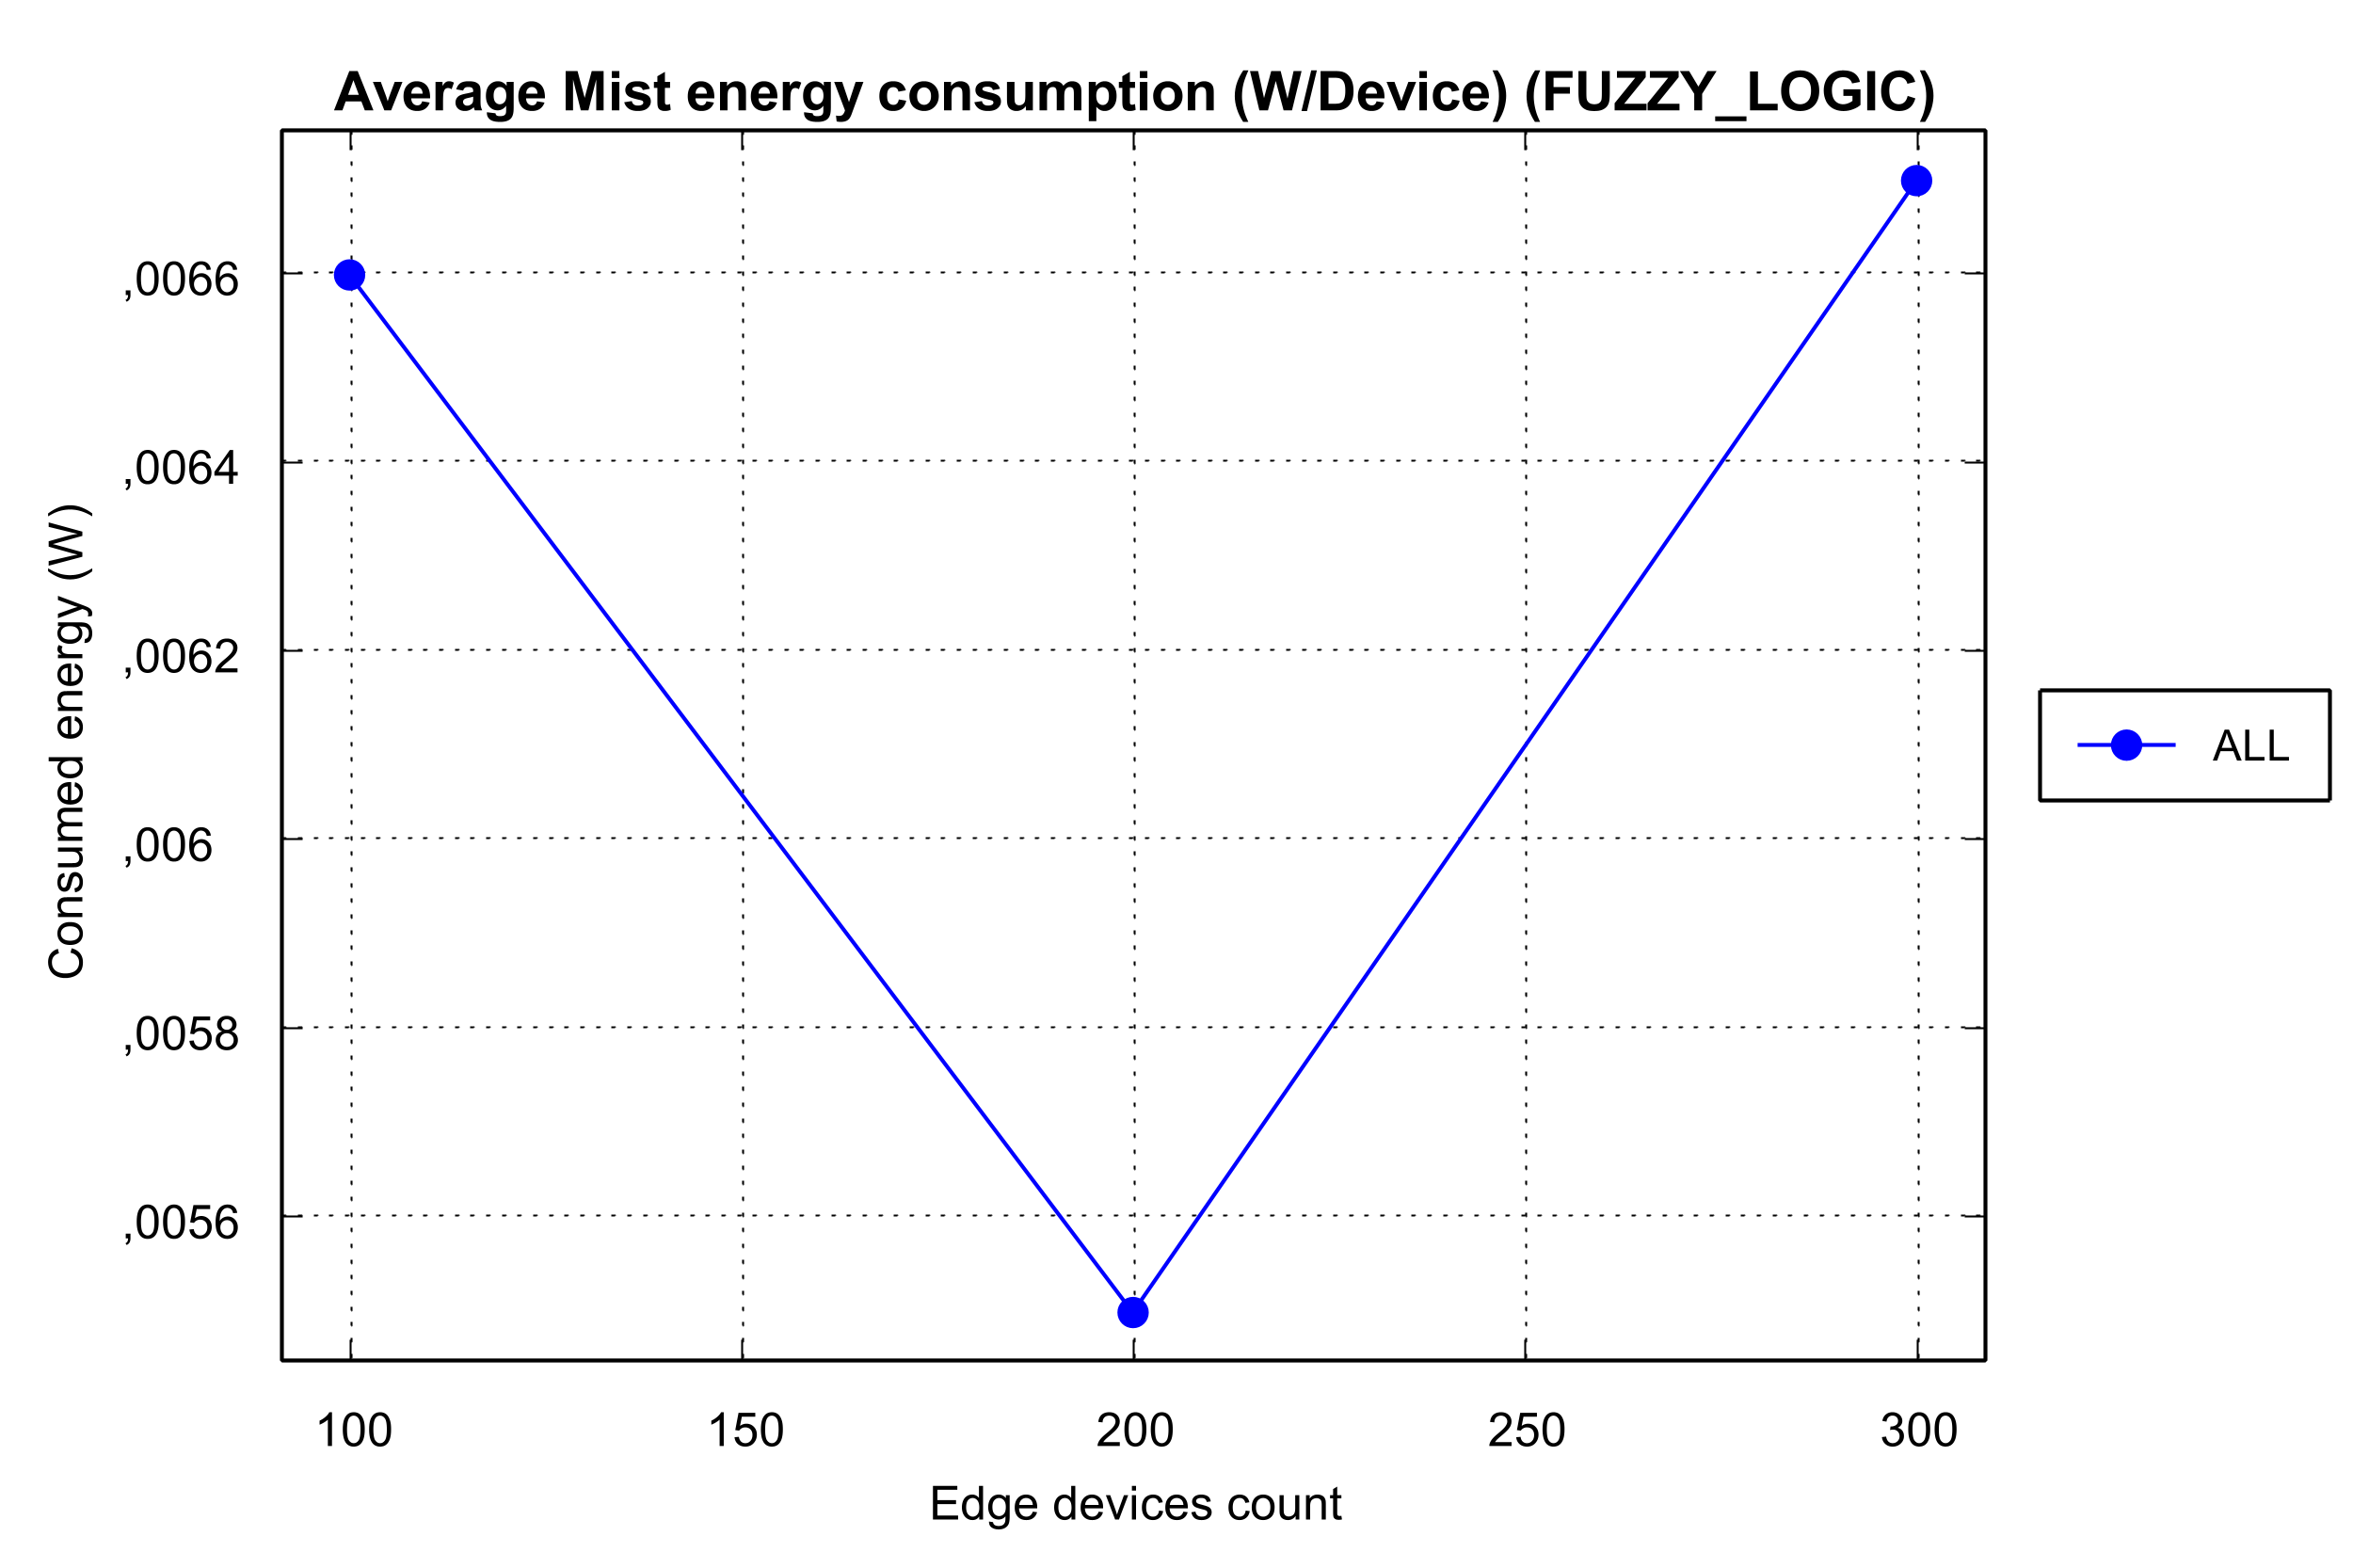 Average Mist energy consumption (W/Device) (FUZZY_LOGIC)
Consumed energy (W)
,0066
,0064
,0062
,006
,0058
,0056
100 150 200 250 300
Edge devices count
ALL